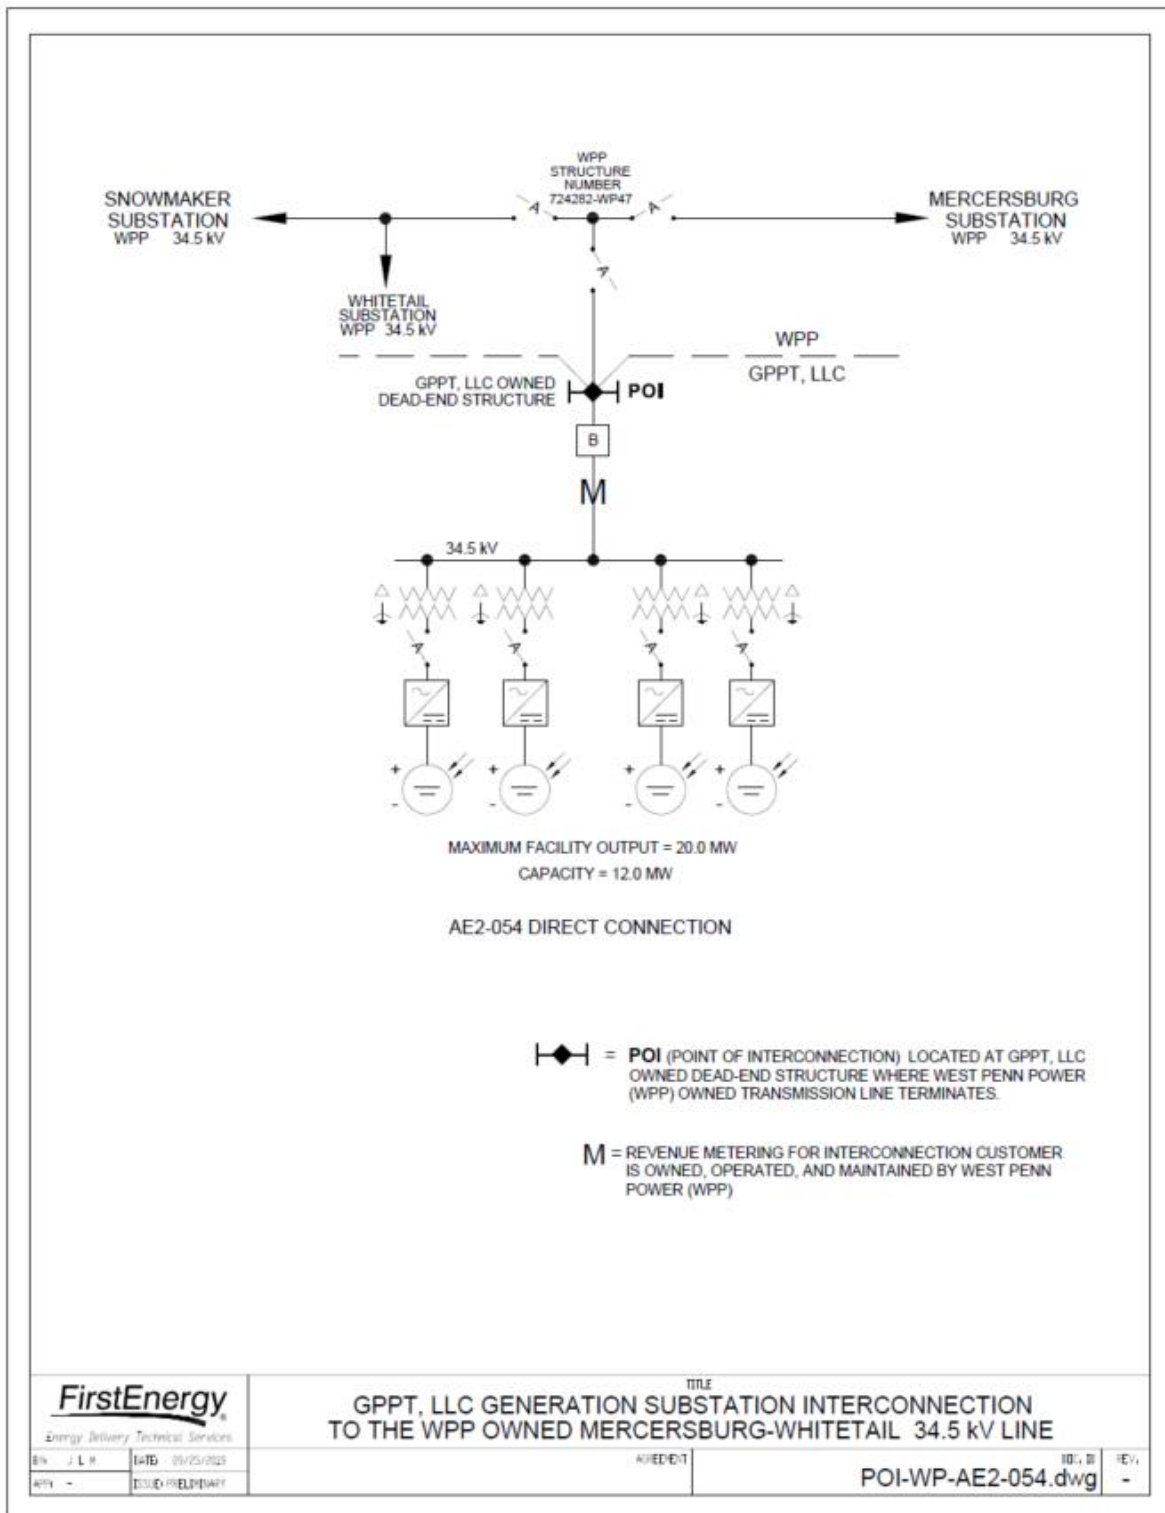 WPP
STRUCTURE
NUMBER
724282-WP47
SNOWMAKER
SUBSTATION
WPP 34.5 kV
A
A
MERCERSBURG
SUBSTATION
WPP 34.5 kV
A
WHITETAIL
SUBSTATION
WPP 34.5 kV
WPP
GPPT, LLC
GPPT, LLC OWNED
DEAD-END STRUCTURE
POI
B
M
34.5 kV
A
A
A
A
+
-
+
-
+
-
+
-
MAXIMUM FACILITY OUTPUT = 20.0 MW
CAPACITY = 12.0 MW
AE2-054 DIRECT CONNECTION
= POI (POINT OF INTERCONNECTION) LOCATED AT GPPT, LLC
OWNED DEAD-END STRUCTURE WHERE WEST PENN POWER
(WPP) OWNED TRANSMISSION LINE TERMINATES.
M = REVENUE METERING FOR INTERCONNECTION CUSTOMER
IS OWNED, OPERATED, AND MAINTAINED BY WEST PENN
POWER (WPP)
FirstEnergy®
Energy Delivery Technical Services
TITLE
GPPT, LLC GENERATION SUBSTATION INTERCONNECTION
TO THE WPP OWNED MERCERSBURG-WHITETAIL 34.5 kV LINE
J L H
DATE:
ISSUE: PRELIMINARY
AGREEMENT
POI-WP-AE2-054.dwg
REV.
-